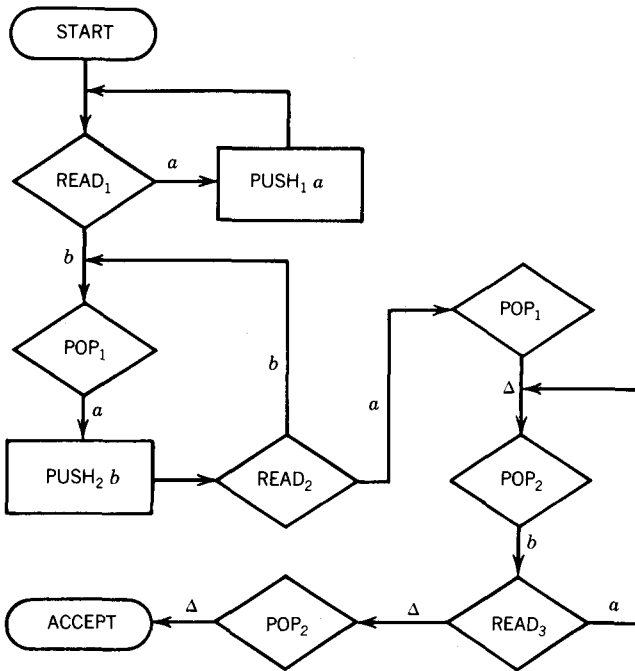 START
READ₁
a
PUSH₁ a
b
POP₁
a
PUSH₂ b
READ₂
b
a
POP₁
Δ
POP₂
b
READ₃
a
Δ
POP₂
Δ
ACCEPT